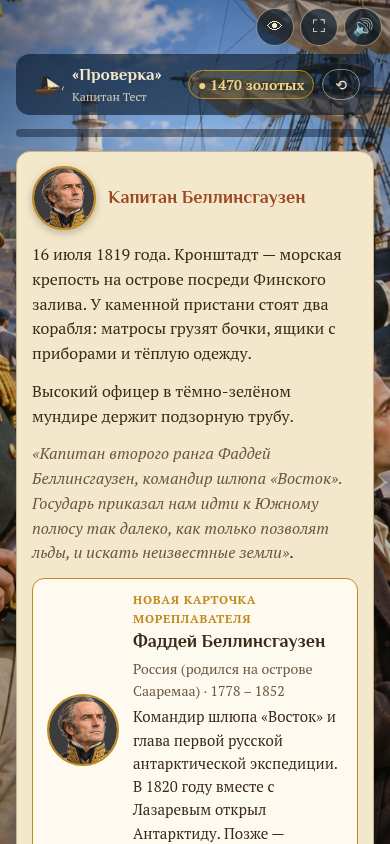 «Проверка»
Капитан Тест
● 1470 золотых
⟲
Капитан Беллинсгаузен
16 июля 1819 года. Кронштадт — морская
крепость на острове посреди Финского
залива. У каменной пристани стоят два
корабля: матросы грузят бочки, ящики с
приборами и тёплую одежду.
Высокий офицер в тёмно-зелёном
мундире держит подзорную трубу.
«Капитан второго ранга Фаддей
Беллинсгаузен, командир шлюпа «Восток».
Государь приказал нам идти к Южному
полюсу так далеко, как только позволят
льды, и искать неизвестные земли».
НОВАЯ КАРТОЧКА
МОРЕПЛАВАТЕЛЯ
Фаддей Беллинсгаузен
Россия (родился на острове
Сааремаа) · 1778 – 1852
Командир шлюпа «Восток» и
глава первой русской
антарктической экспедиции.
В 1820 году вместе с
Лазаревым открыл
Антарктиду. Позже —